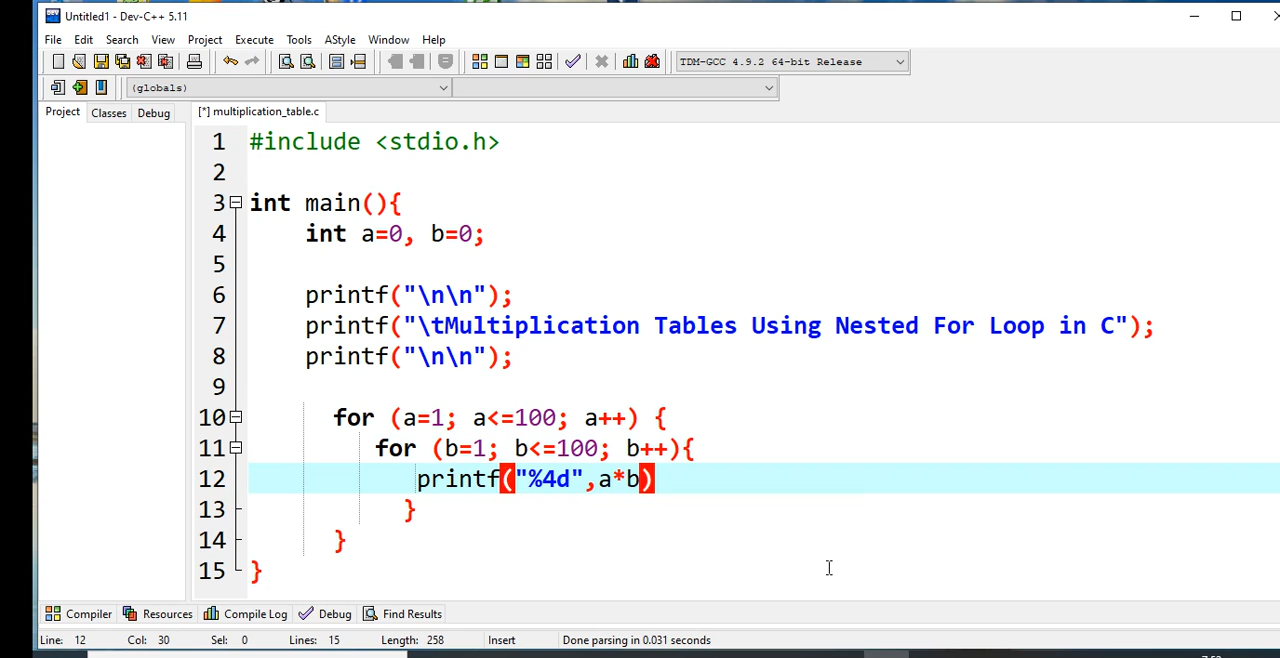 Untitled1 - Dev-C++ 5.11
File Edit Search View Project Execute Tools AStyle Window Help
TDM-GCC 4.9.2 64-bit Release
(globals)
Project Classes Debug [*] multiplication_table.c
1 #include <stdio.h>
2
3 int main(){
4 int a=0, b=0;
5
6 printf("\n\n");
7 printf("\tMultiplication Tables Using Nested For Loop in C");
8 printf("\n\n");
9
10 for (a=1; a<=100; a++) {
11 for (b=1; b<=100; b++){
12 printf("%4d",a*b)
13 }
14 }
15 }
Compiler Resources Compile Log Debug Find Results
Line: 12 Col: 30 Sel: 0 Lines: 15 Length: 258 Insert Done parsing in 0.031 seconds